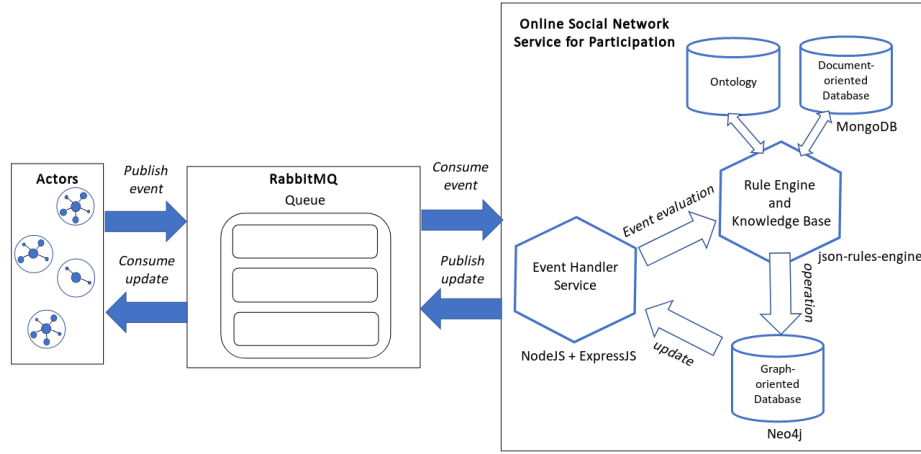 Online Social Network
Service for Participation
Ontology
Document-
oriented
Database
MongoDB
Actors
Publish
event
Consume
update
RabbitMQ
Queue
Consume
event
Publish
update
Event evaluation
Rule Engine
and
Knowledge Base
json-rules-engine
Event Handler
Service
NodeJS + ExpressJS
operation
update
Graph-
oriented
Database
Neo4j